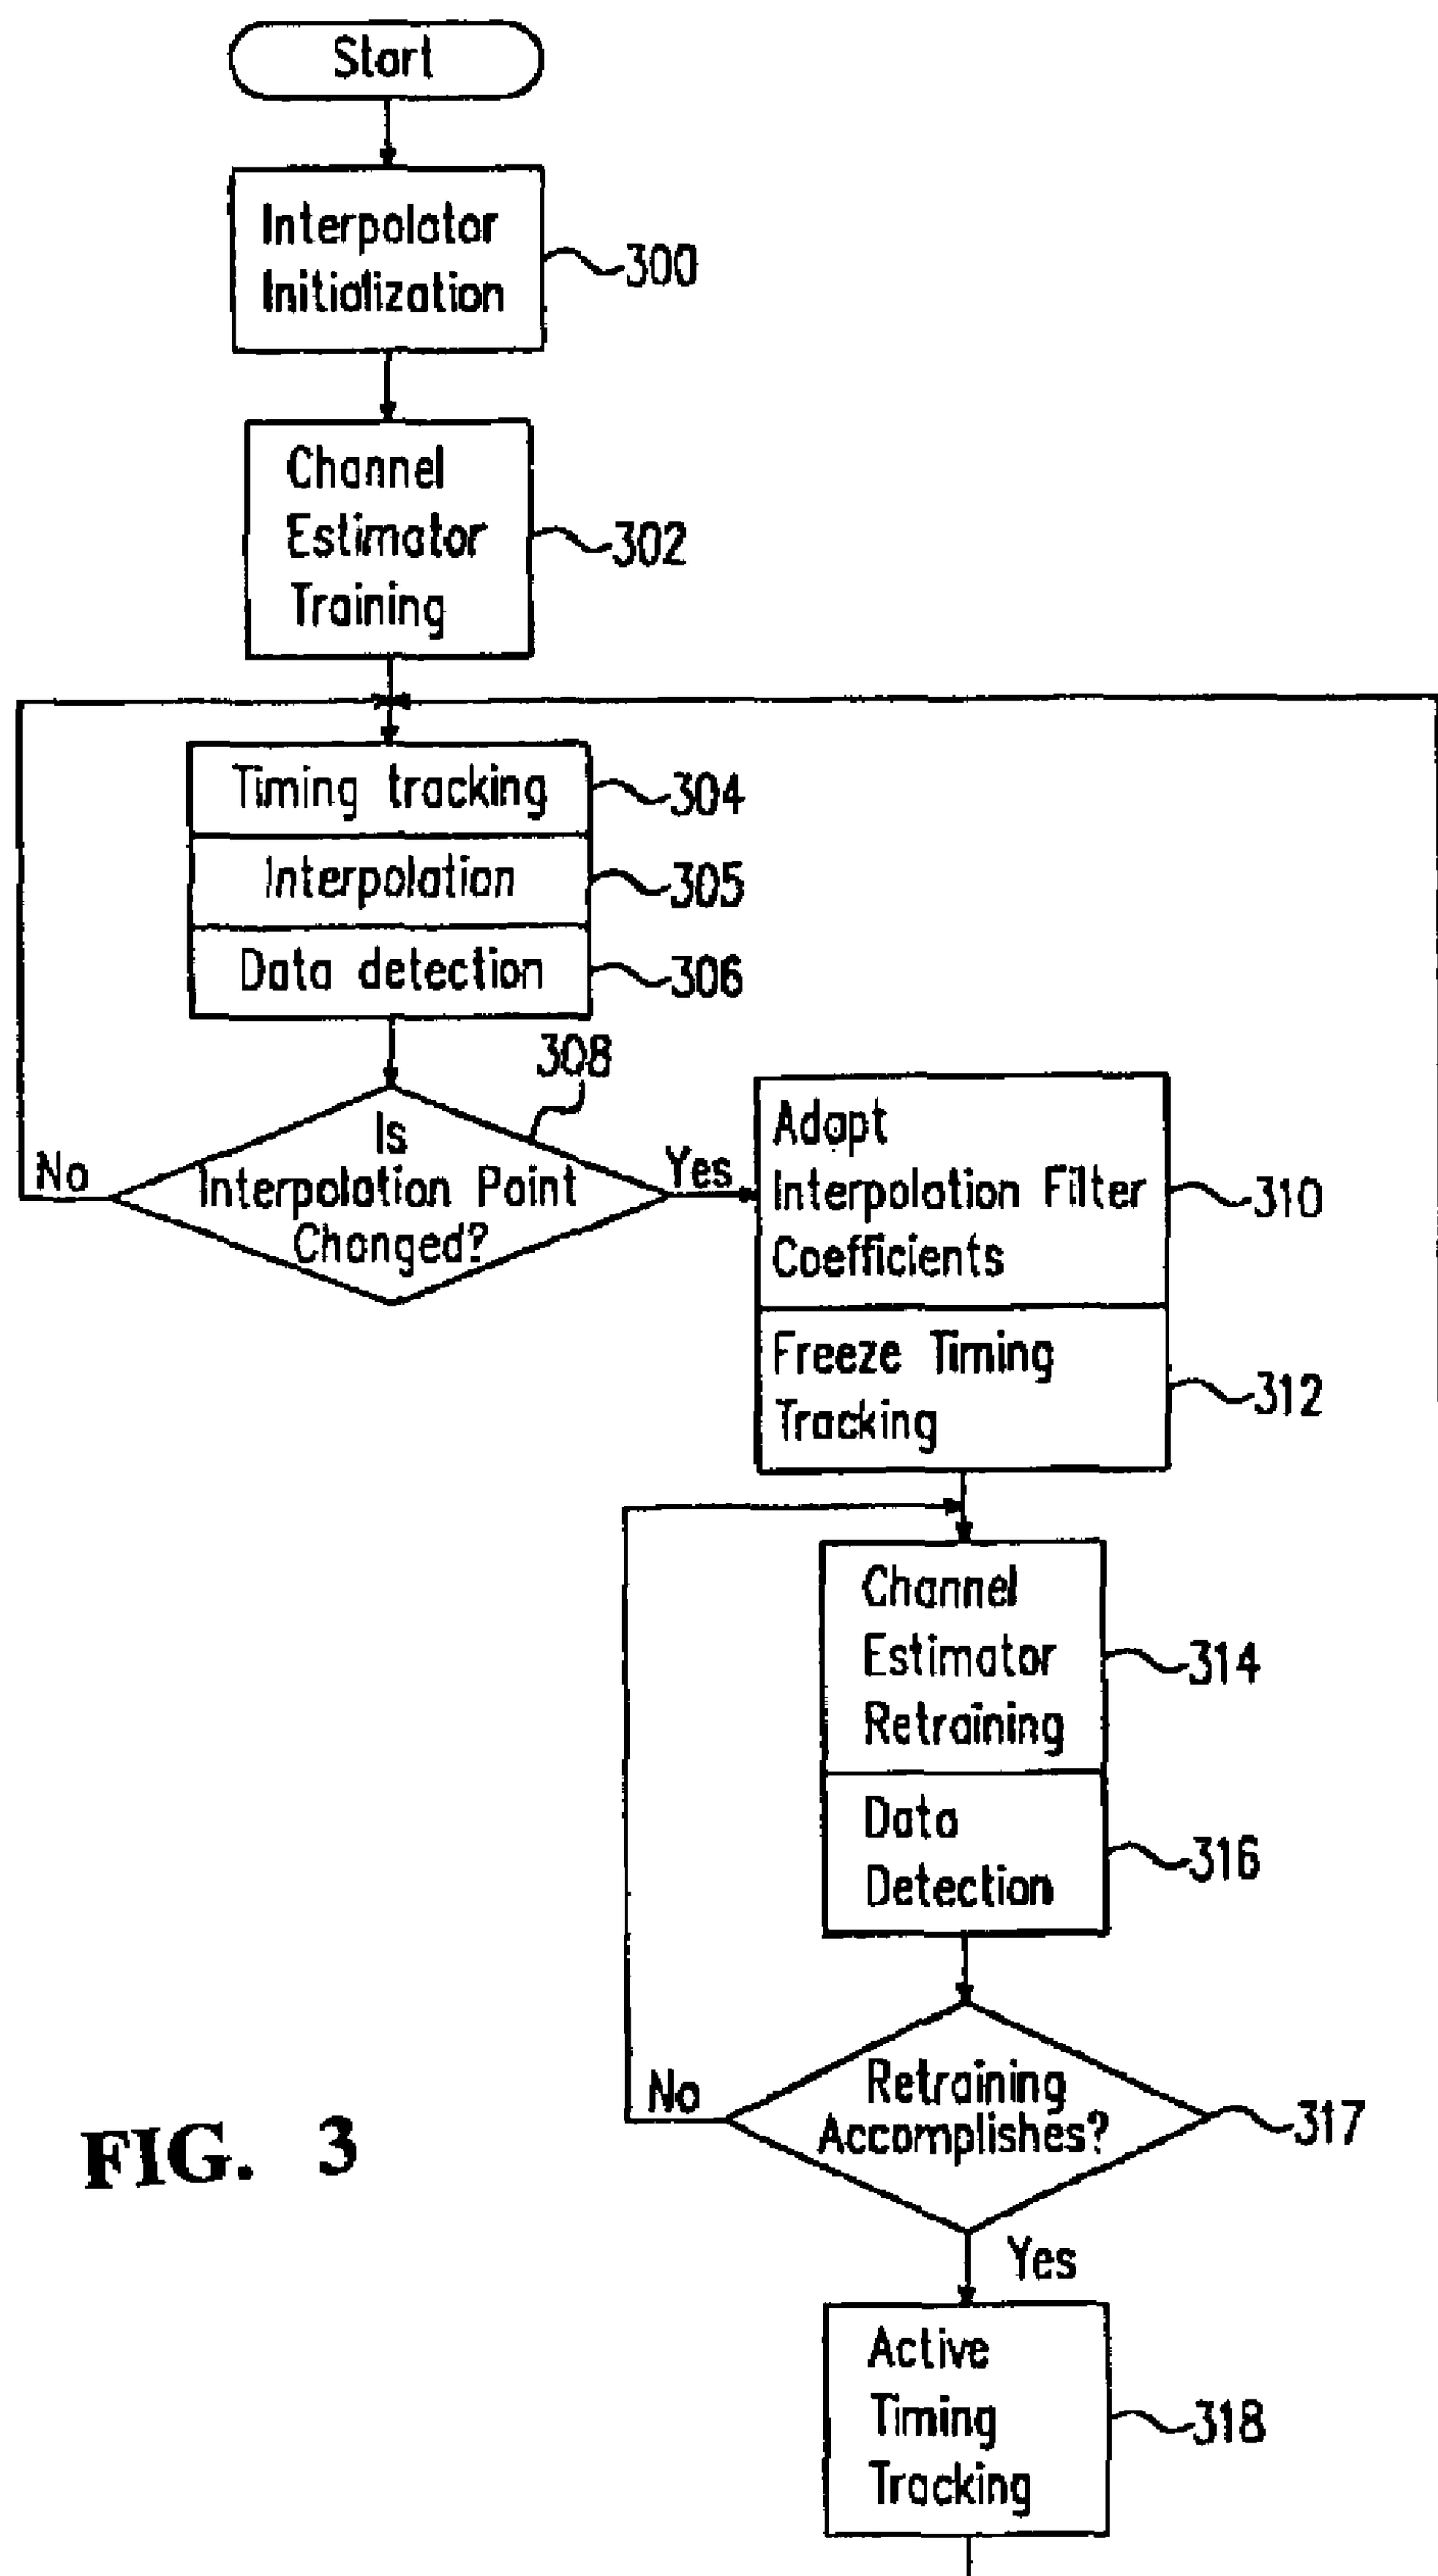 Start
Interpolator
Initialization
300
Channel
Estimator
Training
302
Timing tracking
304
Interpolation
305
Data detection
306
308
Is
Interpolation Point
Changed?
No
Yes
Adapt
Interpolation Filter
Coefficients
310
Freeze Timing
Tracking
312
Channel
Estimator
Retraining
314
Data
Detection
316
Retraining
Accomplishes?
317
No
Yes
Active
Timing
Tracking
318
FIG. 3